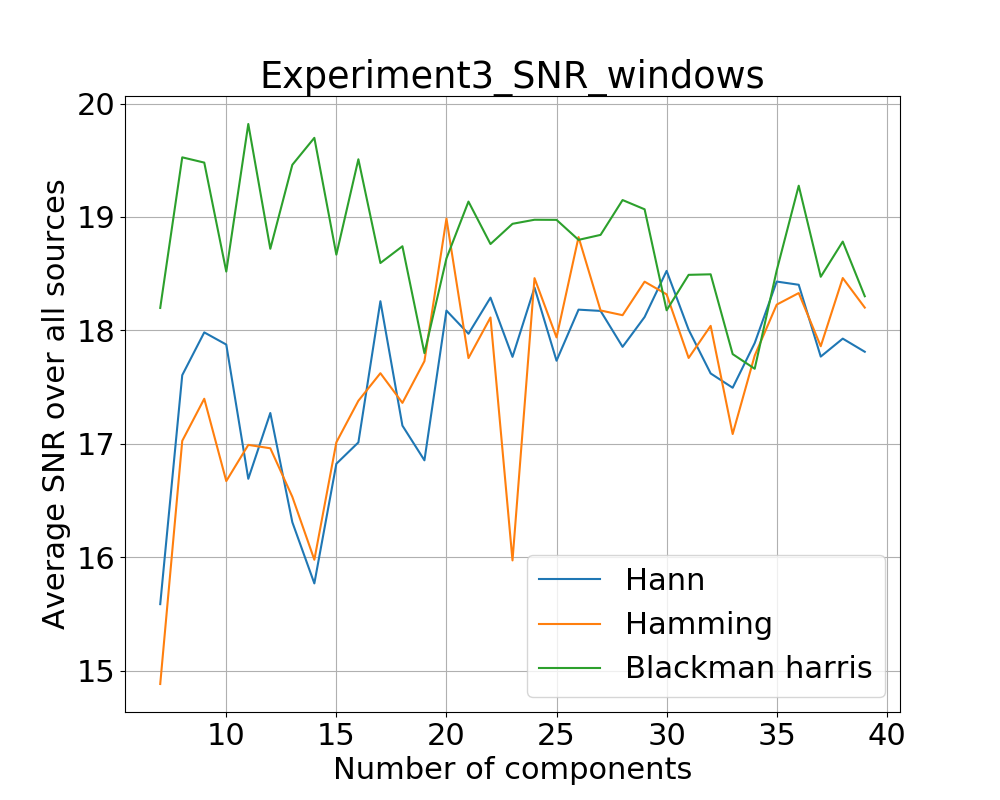 Experiment3_SNR_windows
Average SNR over all sources
20
19
18
17
16
15
Hann
Hamming
Blackman harris
10 15 20 25 30 35 40
Number of components